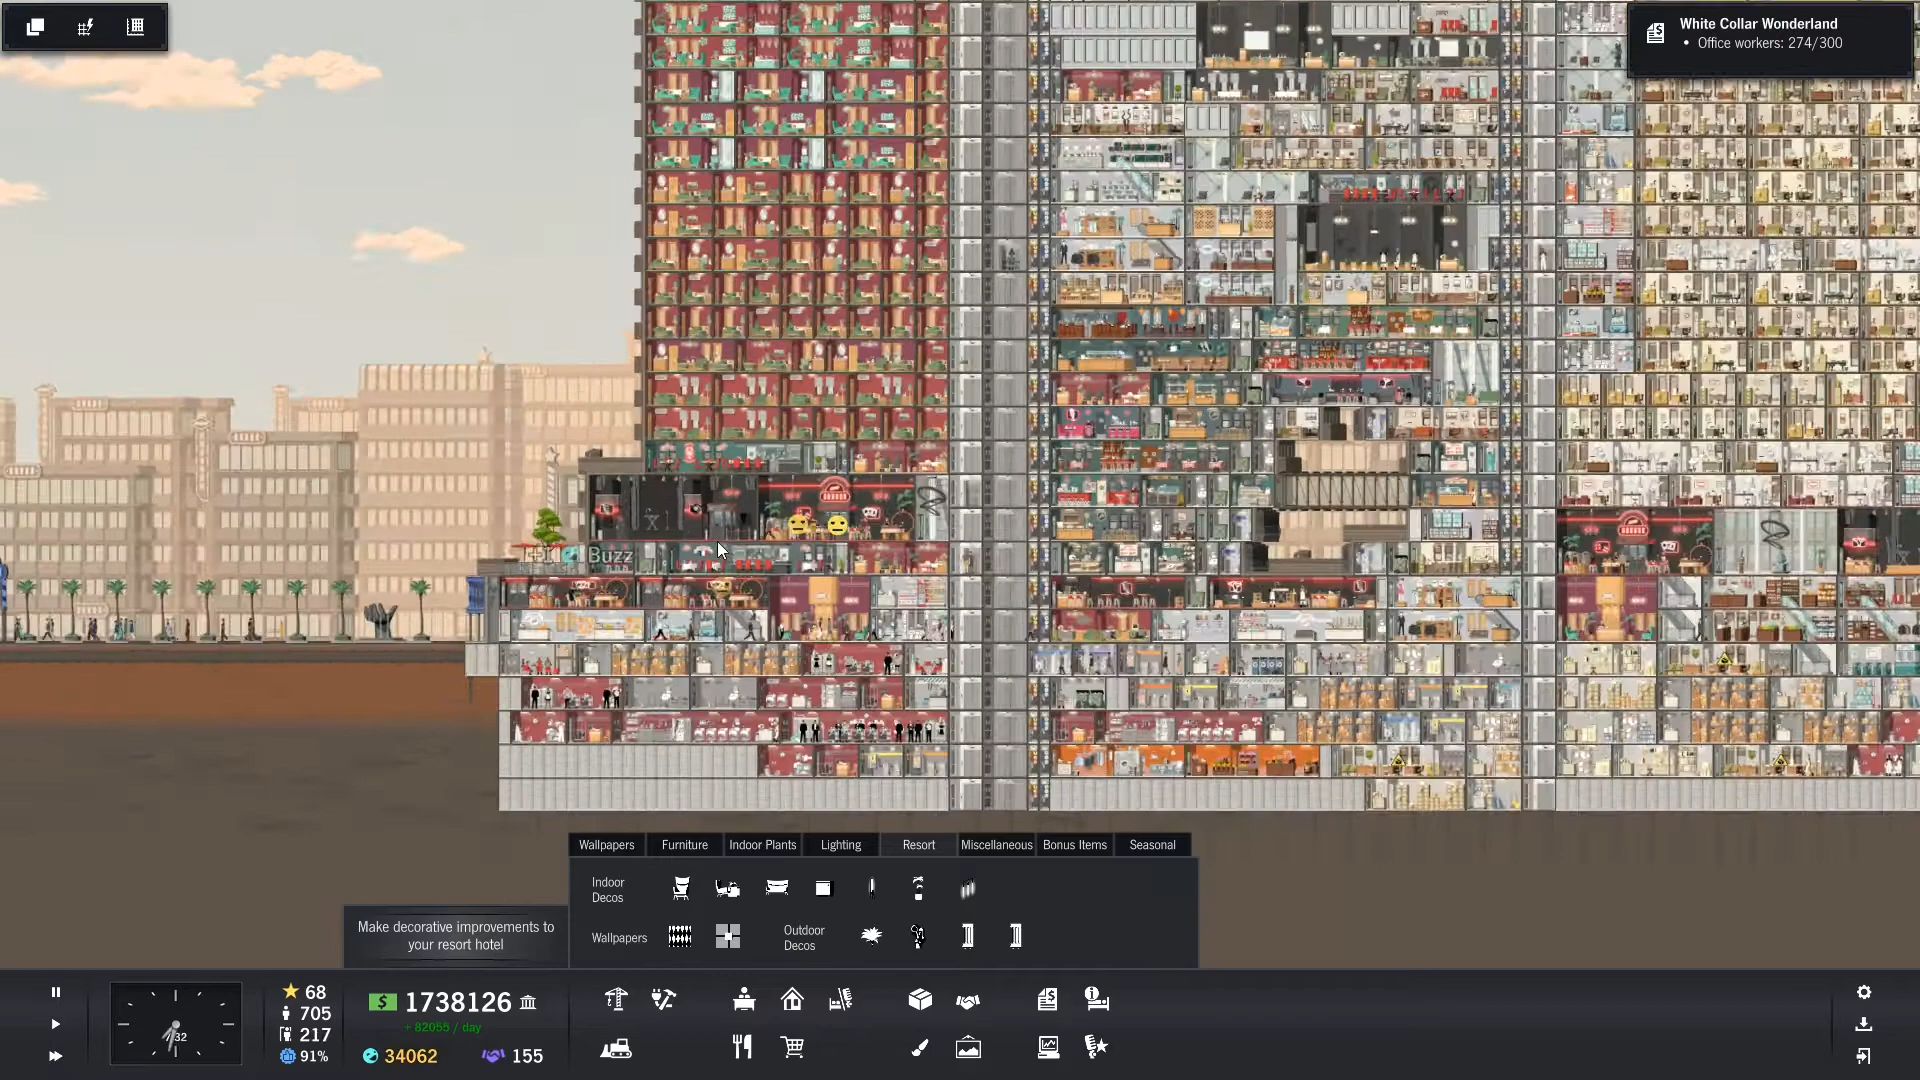 White Collar Wonderland
• Office workers: 274/300
Buzz
Wallpapers
Furniture
Indoor Plants
Lighting
Resort
Miscellaneous
Bonus Items
Seasonal
Indoor
Decos
Wallpapers
Outdoor
Decos
Make decorative improvements to
your resort hotel
68
705
217
91%
$ 1738126
+ 82055 / day
34062
155